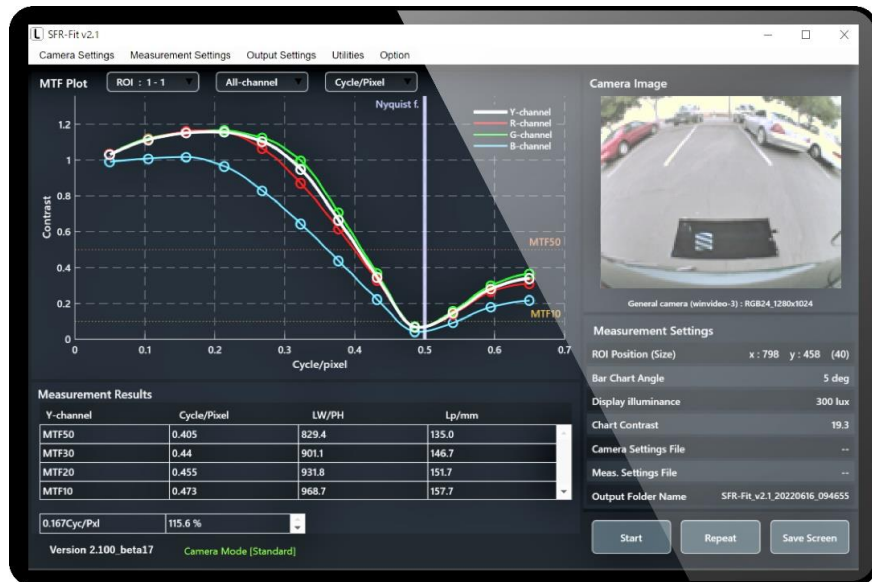 L SFR-Fit v2.1
Camera Settings Measurement Settings Output Settings Utilities Option
MTF Plot ROI : 1 - 1 All-channel Cycle/Pixel
Nyquist f.
Y-channel
R-channel
G-channel
B-channel
1.2
1
0.8
0.6
0.4
0.2
0
Contrast
MTF50
MTF10
0 0.1 0.2 0.3 0.4 0.5 0.6 0.7
Cycle/pixel
Measurement Results
Y-channel Cycle/Pixel LW/PH Lp/mm
MTF50 0.405 829.4 135.0
MTF30 0.44 901.1 146.7
MTF20 0.455 931.8 151.7
MTF10 0.473 968.7 157.7
0.167Cyc/Pxl 115.6 %
Version 2.100_beta17 Camera Mode [Standard]
Camera Image
General camera (winvideo-3) : RGB24_1280x1024
Measurement Settings
ROI Position (Size) x : 798 y : 458 (40)
Bar Chart Angle 5 deg
Display illuminance 300 lux
Chart Contrast 19.3
Camera Settings File --
Meas. Settings File --
Output Folder Name SFR-Fit_v2.1_20220616_094655
Start Repeat Save Screen